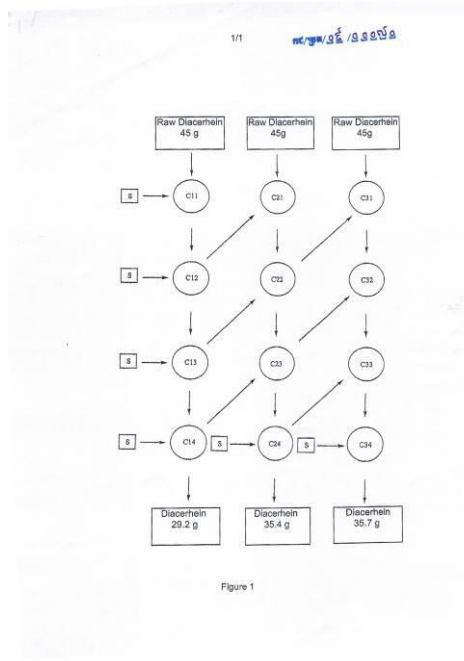 1/1
Raw Diacerhein Raw Diacerhein Raw Diacerhein
45 g 45g 45g
S C11 C21 C31
S C12 C22 C32
S C13 C23 C33
S C14 S C24 S C34
Diacerhein Diacerhein Diacerhein
29.2 g 35.4 g 35.7 g
Figure 1